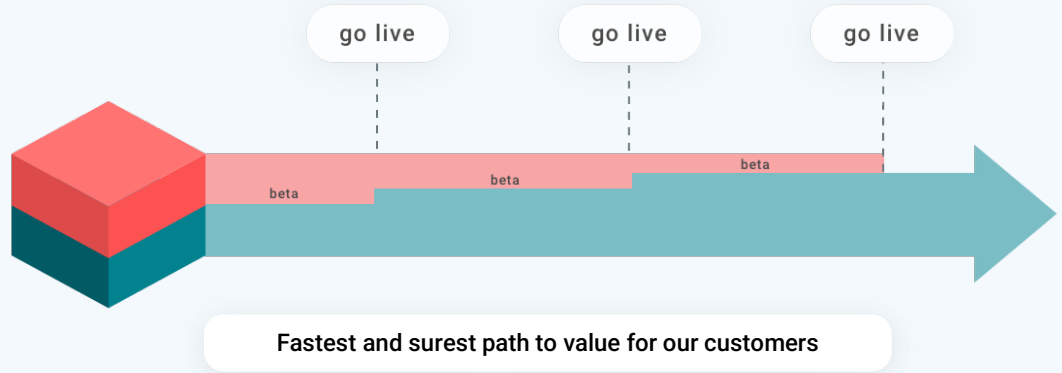 go live
go live
go live
beta
beta
beta
Fastest and surest path to value for our customers